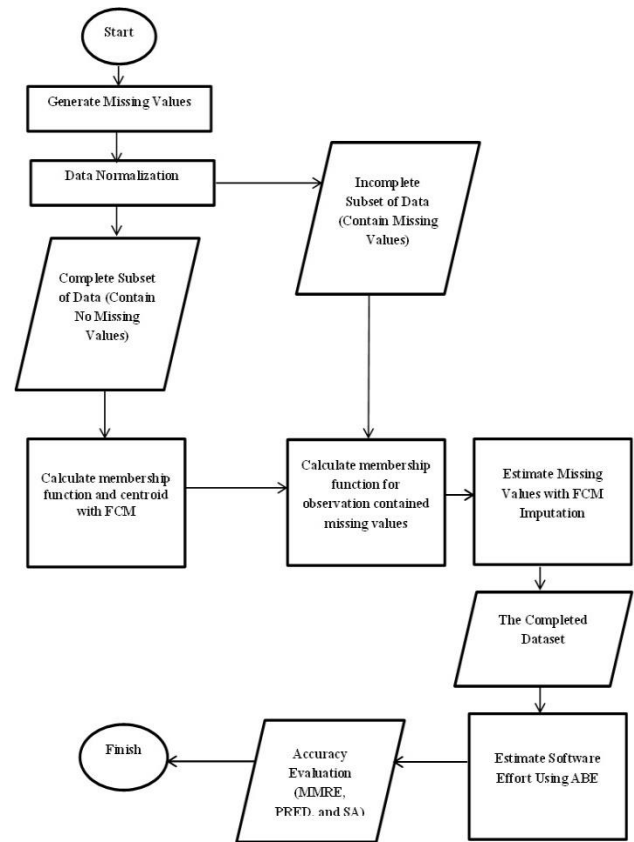 Start
Generate Missing Values
Data Normalization
Incomplete
Subset of Data
(Contain Missing
Values)
Complete Subset
of Data (Contain
No Missing
Values)
Calculate membership
function and centroid
with FCM
Calculate membership
function for
observation contained
missing values
Estimate Missing
Values with FCM
Imputation
The Completed
Dataset
Estimate Software
Effort Using ABE
Accuracy
Evaluation
(MMRE,
PRED, and SA)
Finish